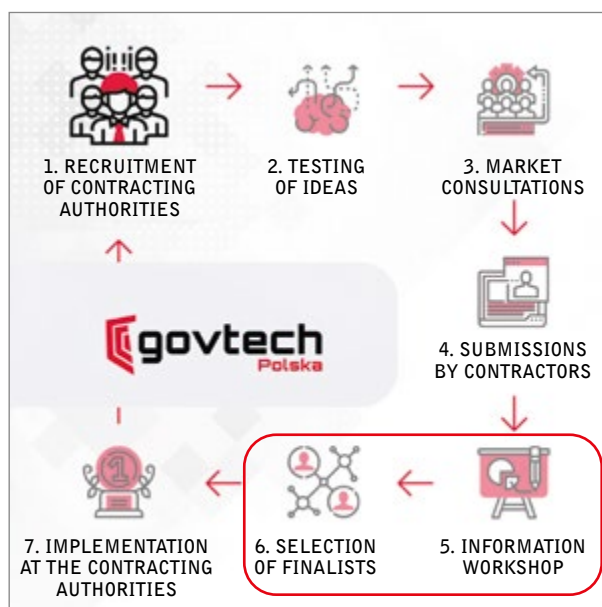 1. RECRUITMENT
OF CONTRACTING
AUTHORITIES
2. TESTING
OF IDEAS
3. MARKET
CONSULTATIONS
govtech
Polska
4. SUBMISSIONS
BY CONTRACTORS
1
7. IMPLEMENTATION
AT THE CONTRACTING
AUTHORITIES
6. SELECTION
OF FINALISTS
5. INFORMATION
WORKSHOP